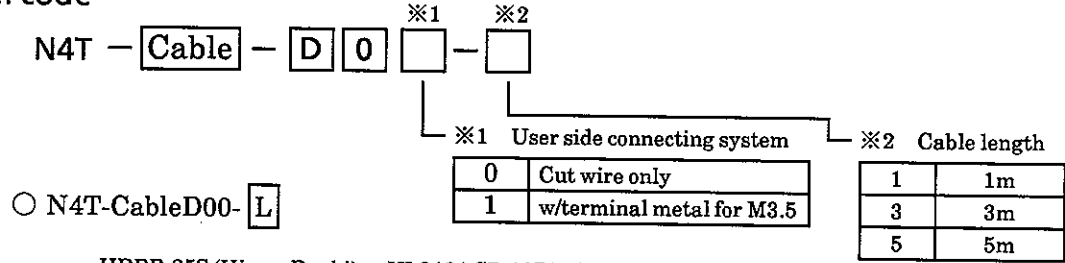 code
※1 ※2
N4T － Cable － D 0 □ － □
※1 User side connecting system
※2 Cable length
0 Cut wire only
1 w/terminal metal for M3.5
1 1m
3 3m
5 5m
○ N4T-CableD00- L